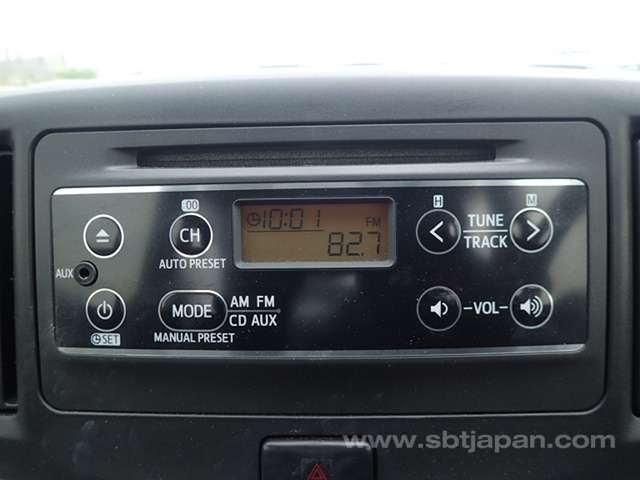 :00
H
M
10:01
FM
82.7
CH
AUTO PRESET
TUNE
TRACK
AUX
MODE
AM FM
CD AUX
-VOL-
SET
MANUAL PRESET
www.sbtjapan.com